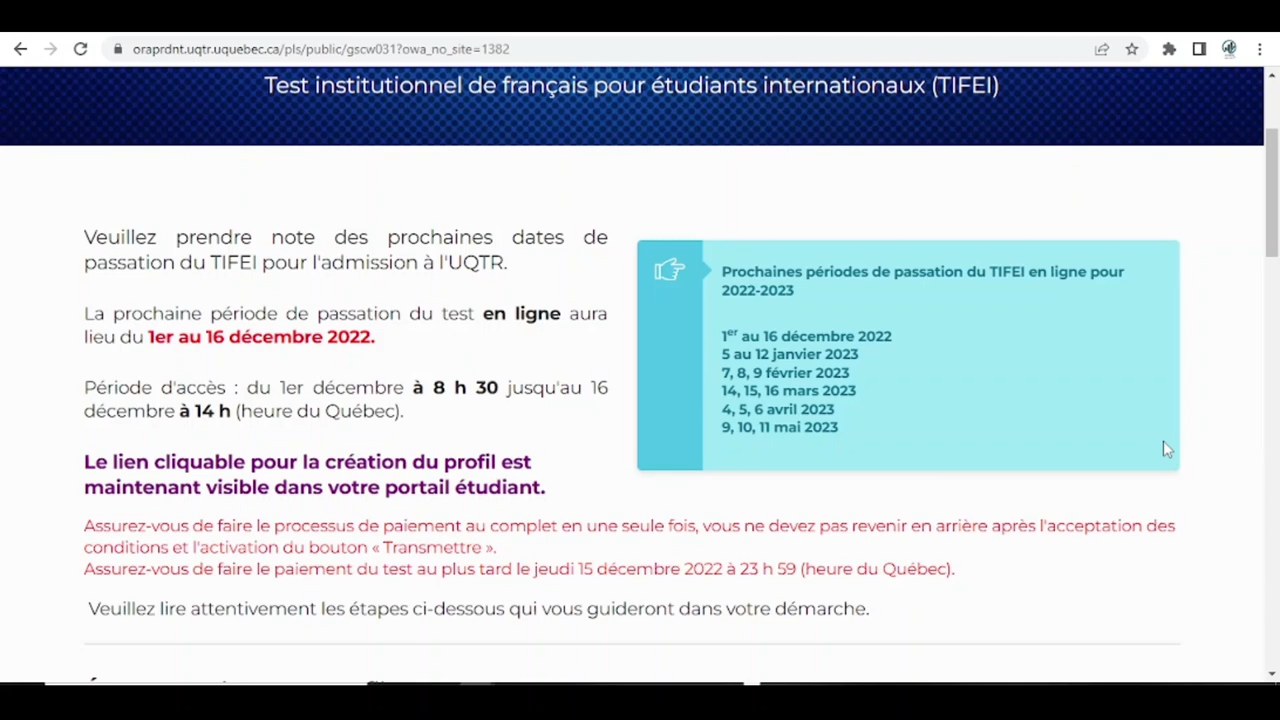 oraprdnt.uqtr.uquebec.ca/pls/public/gscw031?owa_no_site=1382
Test institutionnel de français pour étudiants internationaux (TIFEI)
Veuillez prendre note des prochaines dates de
passation du TIFEI pour l'admission à l'UQTR.
La prochaine période de passation du test en ligne aura
lieu du 1er au 16 décembre 2022.
Période d'accès : du 1er décembre à 8 h 30 jusqu'au 16
décembre à 14 h (heure du Québec).
Le lien cliquable pour la création du profil est
maintenant visible dans votre portail étudiant.
Prochaines périodes de passation du TIFEI en ligne pour
2022-2023
1er au 16 décembre 2022
5 au 12 janvier 2023
7, 8, 9 février 2023
14, 15, 16 mars 2023
4, 5, 6 avril 2023
9, 10, 11 mai 2023
Assurez-vous de faire le processus de paiement au complet en une seule fois, vous ne devez pas revenir en arrière après l'acceptation des
conditions et l'activation du bouton « Transmettre ».
Assurez-vous de faire le paiement du test au plus tard le jeudi 15 décembre 2022 à 23 h 59 (heure du Québec).
Veuillez lire attentivement les étapes ci-dessous qui vous guideront dans votre démarche.